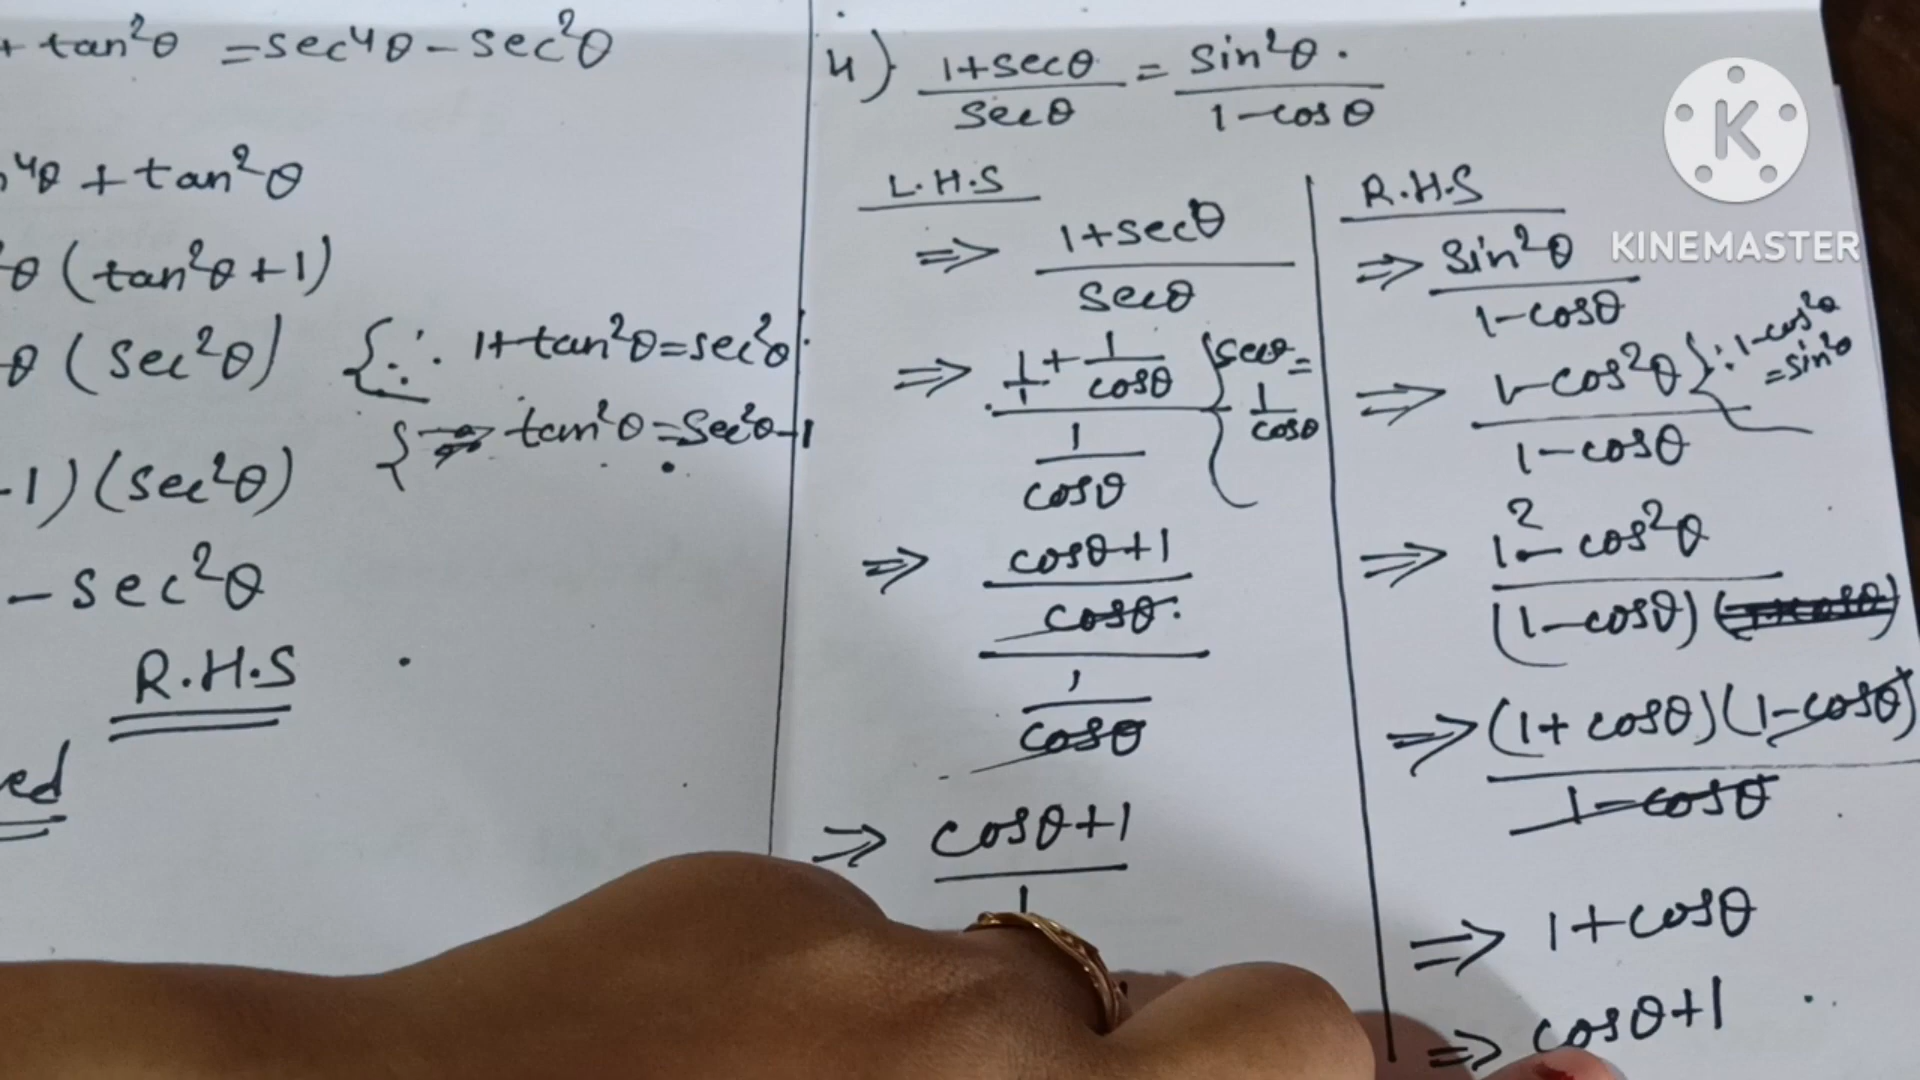 + tan²θ = sec⁴θ - sec²θ
⁴θ + tan²θ
²θ (tan²θ + 1)
θ (sec²θ) {∵ 1+tan²θ = sec²θ
{⇒ tan²θ = sec²θ - 1
-1) (sec²θ)
- sec²θ
R.H.S
ed
4) (1+secθ)/(secθ) = (sin²θ)/(1-cosθ)
L.H.S
⇒ (1+secθ)/(secθ)
⇒ (1/1 + 1/cosθ)/(1/cosθ) {secθ = 1/cosθ
⇒ ((cosθ+1)/cosθ)/(1/cosθ)
⇒ (cosθ+1)/1
R.H.S
⇒ (sin²θ)/(1-cosθ)
⇒ (1-cos²θ)/(1-cosθ) {∵ 1-cos²θ = sin²θ
⇒ (1²-cos²θ)/((1-cosθ))
⇒ ((1+cosθ)(1-cosθ))/(1-cosθ)
⇒ 1+cosθ
⇒ cosθ+1
K
KINEMASTER